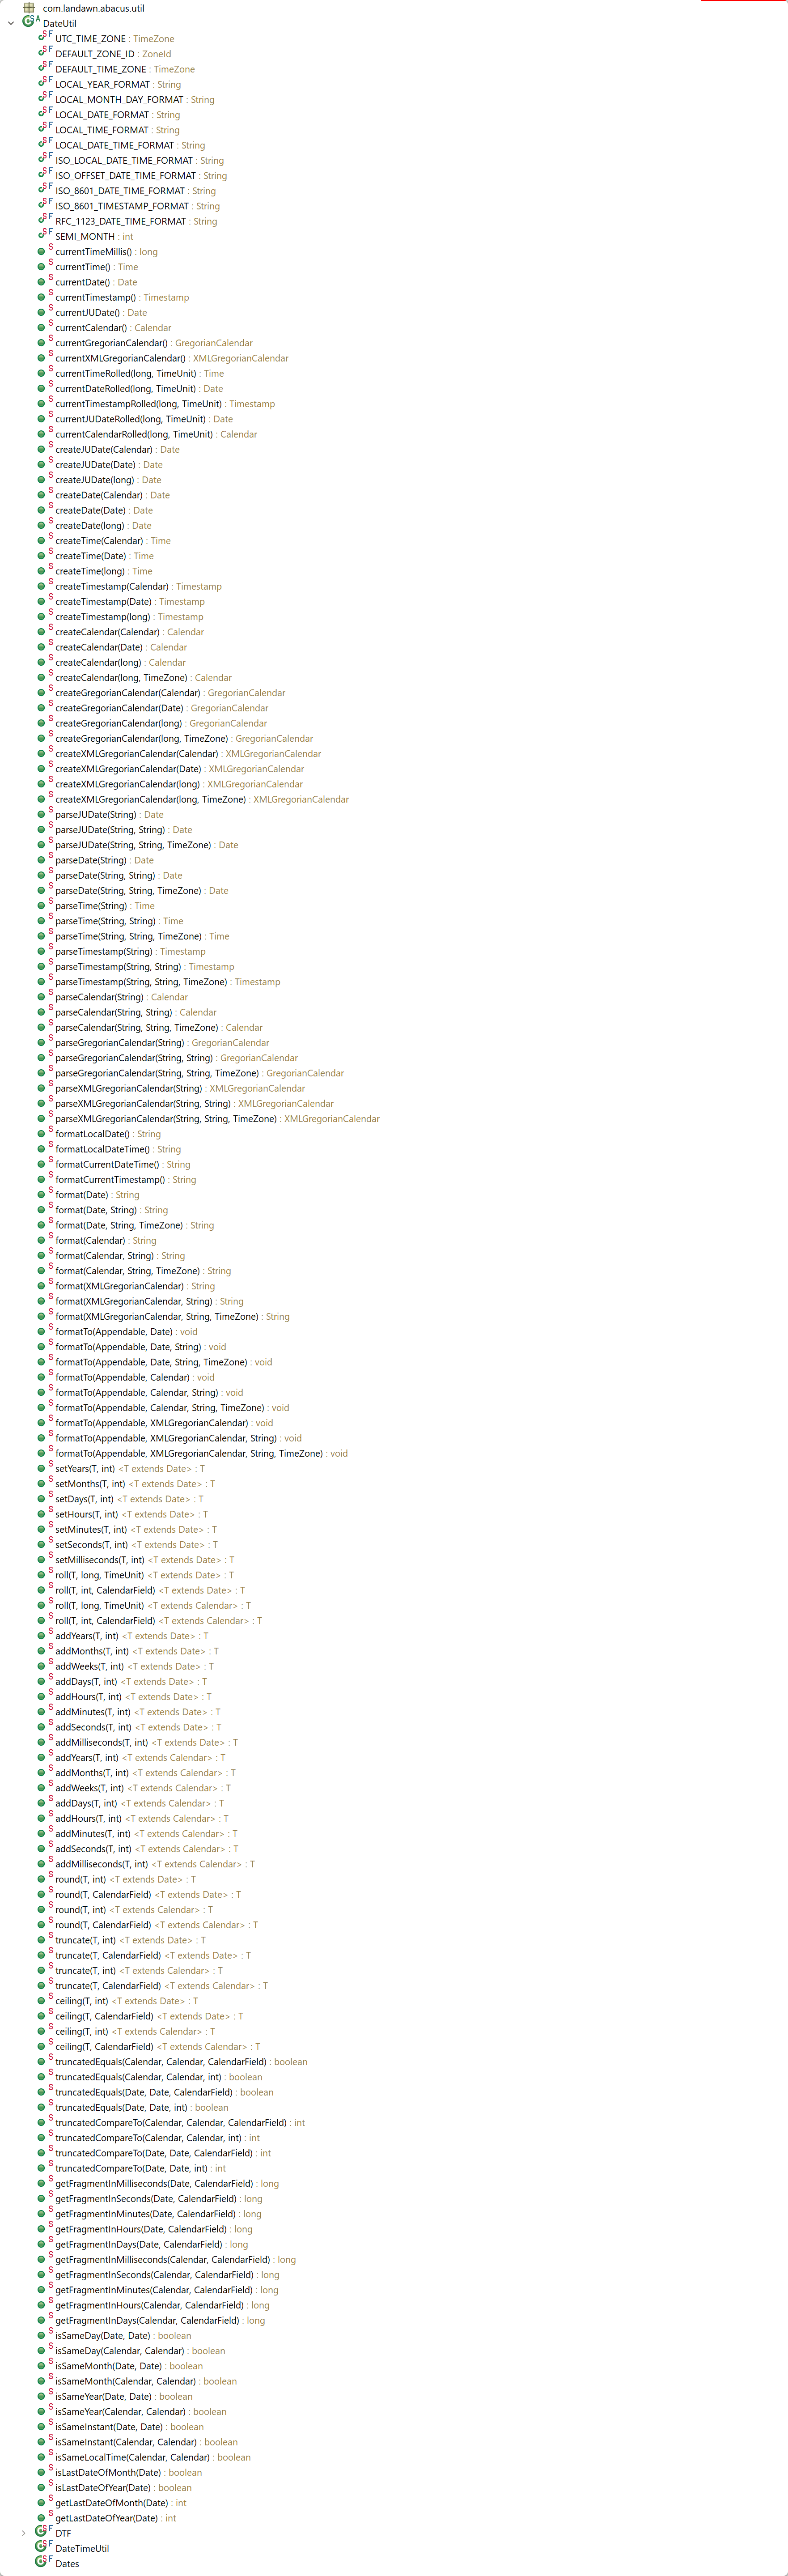 com.landawn.abacus.util
DateUtil
UTC_TIME_ZONE : TimeZone
DEFAULT_ZONE_ID : ZoneId
DEFAULT_TIME_ZONE : TimeZone
LOCAL_YEAR_FORMAT : String
LOCAL_MONTH_DAY_FORMAT : String
LOCAL_DATE_FORMAT : String
LOCAL_TIME_FORMAT : String
LOCAL_DATE_TIME_FORMAT : String
ISO_LOCAL_DATE_TIME_FORMAT : String
ISO_OFFSET_DATE_TIME_FORMAT : String
ISO_8601_DATE_TIME_FORMAT : String
ISO_8601_TIMESTAMP_FORMAT : String
RFC_1123_DATE_TIME_FORMAT : String
SEMI_MONTH : int
currentTimeMillis() : long
currentTime() : Time
currentDate() : Date
currentTimestamp() : Timestamp
currentJUDate() : Date
currentCalendar() : Calendar
currentGregorianCalendar() : GregorianCalendar
currentXMLGregorianCalendar() : XMLGregorianCalendar
currentTimeRolled(long, TimeUnit) : Time
currentDateRolled(long, TimeUnit) : Date
currentTimestampRolled(long, TimeUnit) : Timestamp
currentJUDateRolled(long, TimeUnit) : Date
currentCalendarRolled(long, TimeUnit) : Calendar
createJUDate(Calendar) : Date
createJUDate(Date) : Date
createJUDate(long) : Date
createDate(Calendar) : Date
createDate(Date) : Date
createDate(long) : Date
createTime(Calendar) : Time
createTime(Date) : Time
createTime(long) : Time
createTimestamp(Calendar) : Timestamp
createTimestamp(Date) : Timestamp
createTimestamp(long) : Timestamp
createCalendar(Calendar) : Calendar
createCalendar(Date) : Calendar
createCalendar(long) : Calendar
createCalendar(long, TimeZone) : Calendar
createGregorianCalendar(Calendar) : GregorianCalendar
createGregorianCalendar(Date) : GregorianCalendar
createGregorianCalendar(long) : GregorianCalendar
createGregorianCalendar(long, TimeZone) : GregorianCalendar
createXMLGregorianCalendar(Calendar) : XMLGregorianCalendar
createXMLGregorianCalendar(Date) : XMLGregorianCalendar
createXMLGregorianCalendar(long) : XMLGregorianCalendar
createXMLGregorianCalendar(long, TimeZone) : XMLGregorianCalendar
parseJUDate(String) : Date
parseJUDate(String, String) : Date
parseJUDate(String, String, TimeZone) : Date
parseDate(String) : Date
parseDate(String, String) : Date
parseDate(String, String, TimeZone) : Date
parseTime(String) : Time
parseTime(String, String) : Time
parseTime(String, String, TimeZone) : Time
parseTimestamp(String) : Timestamp
parseTimestamp(String, String) : Timestamp
parseTimestamp(String, String, TimeZone) : Timestamp
parseCalendar(String) : Calendar
parseCalendar(String, String) : Calendar
parseCalendar(String, String, TimeZone) : Calendar
parseGregorianCalendar(String) : GregorianCalendar
parseGregorianCalendar(String, String) : GregorianCalendar
parseGregorianCalendar(String, String, TimeZone) : GregorianCalendar
parseXMLGregorianCalendar(String) : XMLGregorianCalendar
parseXMLGregorianCalendar(String, String) : XMLGregorianCalendar
parseXMLGregorianCalendar(String, String, TimeZone) : XMLGregorianCalendar
formatLocalDate() : String
formatLocalDateTime() : String
formatCurrentDateTime() : String
formatCurrentTimestamp() : String
format(Date) : String
format(Date, String) : String
format(Date, String, TimeZone) : String
format(Calendar) : String
format(Calendar, String) : String
format(Calendar, String, TimeZone) : String
format(XMLGregorianCalendar) : String
format(XMLGregorianCalendar, String) : String
format(XMLGregorianCalendar, String, TimeZone) : String
formatTo(Appendable, Date) : void
formatTo(Appendable, Date, String) : void
formatTo(Appendable, Date, String, TimeZone) : void
formatTo(Appendable, Calendar) : void
formatTo(Appendable, Calendar, String) : void
formatTo(Appendable, Calendar, String, TimeZone) : void
formatTo(Appendable, XMLGregorianCalendar) : void
formatTo(Appendable, XMLGregorianCalendar, String) : void
formatTo(Appendable, XMLGregorianCalendar, String, TimeZone) : void
setYears(T, int) <T extends Date> : T
setMonths(T, int) <T extends Date> : T
setDays(T, int) <T extends Date> : T
setHours(T, int) <T extends Date> : T
setMinutes(T, int) <T extends Date> : T
setSeconds(T, int) <T extends Date> : T
setMilliseconds(T, int) <T extends Date> : T
roll(T, long, TimeUnit) <T extends Date> : T
roll(T, int, CalendarField) <T extends Date> : T
roll(T, long, TimeUnit) <T extends Calendar> : T
roll(T, int, CalendarField) <T extends Calendar> : T
addYears(T, int) <T extends Date> : T
addMonths(T, int) <T extends Date> : T
addWeeks(T, int) <T extends Date> : T
addDays(T, int) <T extends Date> : T
addHours(T, int) <T extends Date> : T
addMinutes(T, int) <T extends Date> : T
addSeconds(T, int) <T extends Date> : T
addMilliseconds(T, int) <T extends Date> : T
addYears(T, int) <T extends Calendar> : T
addMonths(T, int) <T extends Calendar> : T
addWeeks(T, int) <T extends Calendar> : T
addDays(T, int) <T extends Calendar> : T
addHours(T, int) <T extends Calendar> : T
addMinutes(T, int) <T extends Calendar> : T
addSeconds(T, int) <T extends Calendar> : T
addMilliseconds(T, int) <T extends Calendar> : T
round(T, int) <T extends Date> : T
round(T, CalendarField) <T extends Date> : T
round(T, int) <T extends Calendar> : T
round(T, CalendarField) <T extends Calendar> : T
truncate(T, int) <T extends Date> : T
truncate(T, CalendarField) <T extends Date> : T
truncate(T, int) <T extends Calendar> : T
truncate(T, CalendarField) <T extends Calendar> : T
ceiling(T, int) <T extends Date> : T
ceiling(T, CalendarField) <T extends Date> : T
ceiling(T, int) <T extends Calendar> : T
ceiling(T, CalendarField) <T extends Calendar> : T
truncatedEquals(Calendar, Calendar, CalendarField) : boolean
truncatedEquals(Calendar, Calendar, int) : boolean
truncatedEquals(Date, Date, CalendarField) : boolean
truncatedEquals(Date, Date, int) : boolean
truncatedCompareTo(Calendar, Calendar, CalendarField) : int
truncatedCompareTo(Calendar, Calendar, int) : int
truncatedCompareTo(Date, Date, CalendarField) : int
truncatedCompareTo(Date, Date, int) : int
getFragmentInMilliseconds(Date, CalendarField) : long
getFragmentInSeconds(Date, CalendarField) : long
getFragmentInMinutes(Date, CalendarField) : long
getFragmentInHours(Date, CalendarField) : long
getFragmentInDays(Date, CalendarField) : long
getFragmentInMilliseconds(Calendar, CalendarField) : long
getFragmentInSeconds(Calendar, CalendarField) : long
getFragmentInMinutes(Calendar, CalendarField) : long
getFragmentInHours(Calendar, CalendarField) : long
getFragmentInDays(Calendar, CalendarField) : long
isSameDay(Date, Date) : boolean
isSameDay(Calendar, Calendar) : boolean
isSameMonth(Date, Date) : boolean
isSameMonth(Calendar, Calendar) : boolean
isSameYear(Date, Date) : boolean
isSameYear(Calendar, Calendar) : boolean
isSameInstant(Date, Date) : boolean
isSameInstant(Calendar, Calendar) : boolean
isSameLocalTime(Calendar, Calendar) : boolean
isLastDateOfMonth(Date) : boolean
isLastDateOfYear(Date) : boolean
getLastDateOfMonth(Date) : int
getLastDateOfYear(Date) : int
DTF
DateTimeUtil
Dates